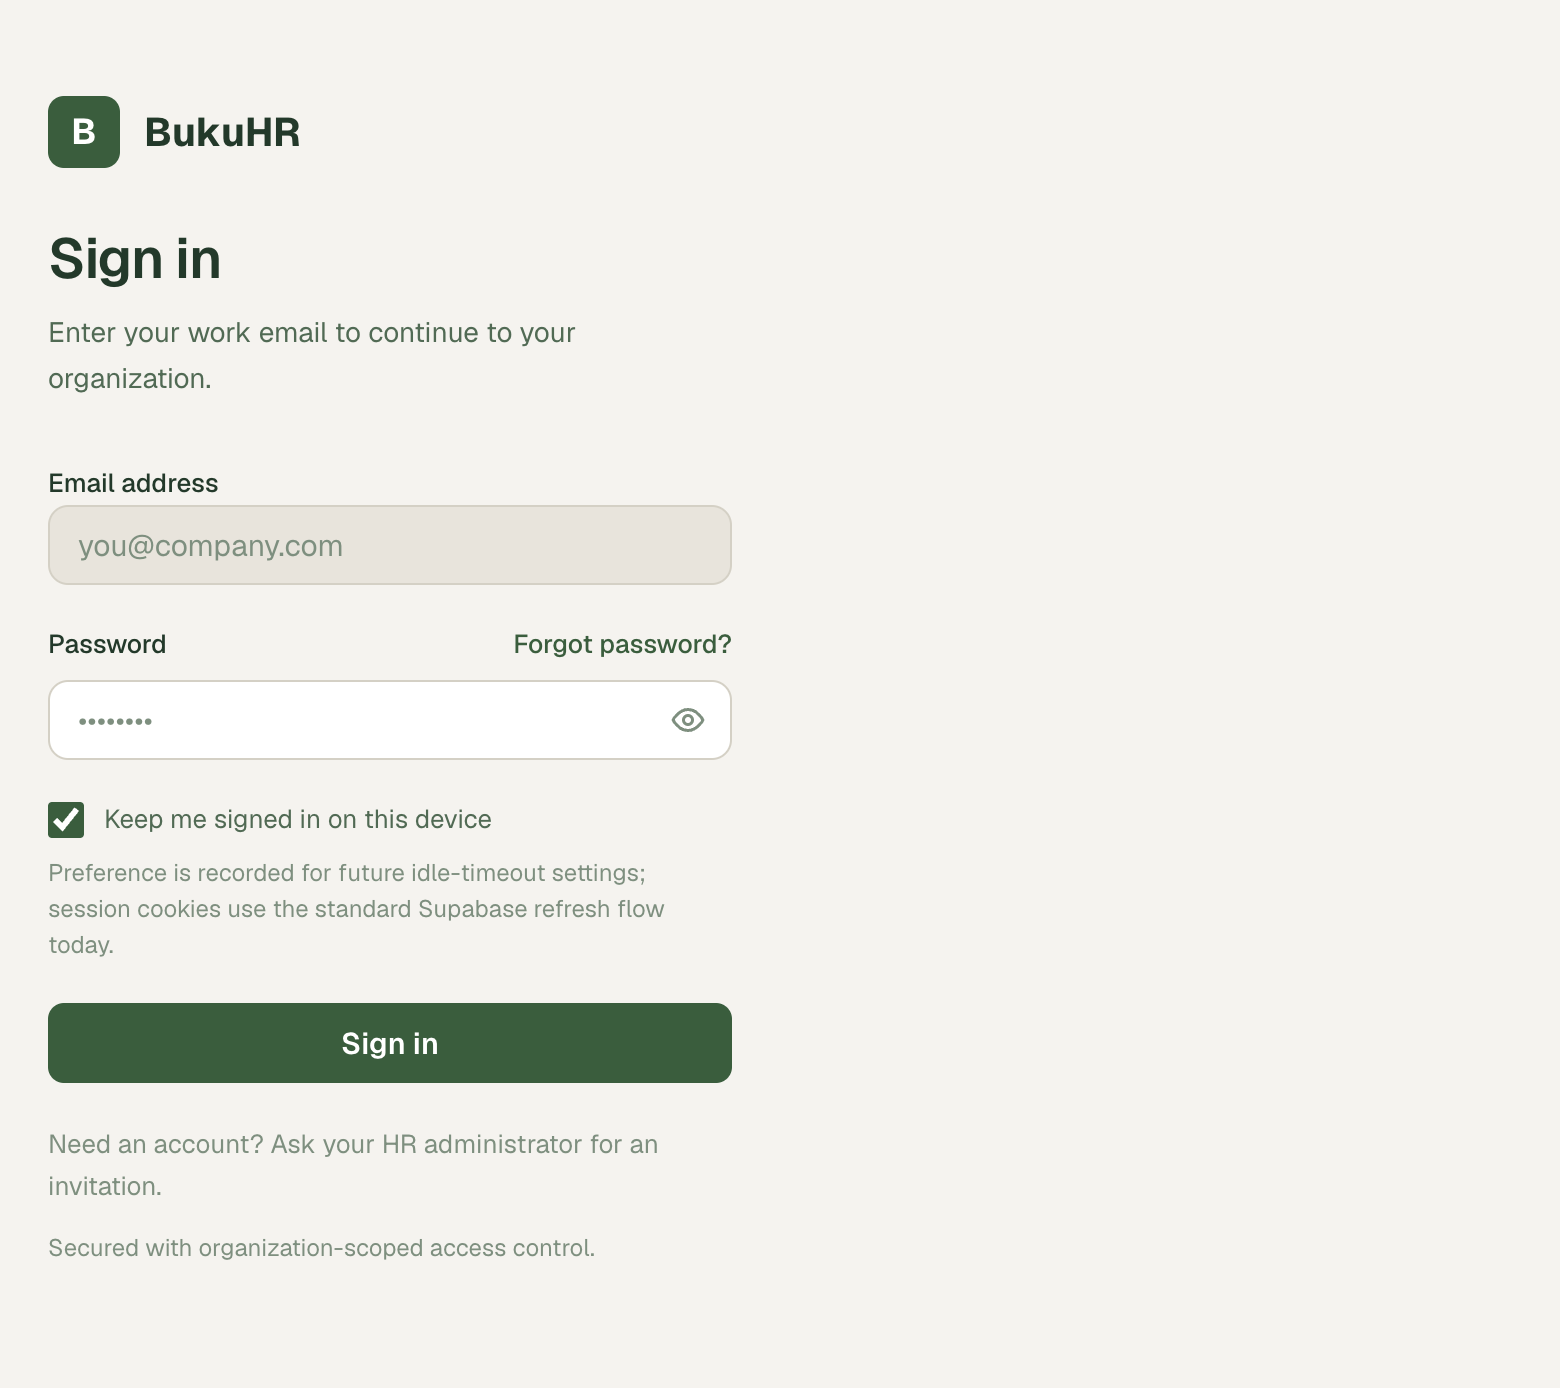 B
BukuHR
Sign in
Enter your work email to continue to your
organization.
Email address
you@company.com
Password
Forgot password?
••••••••
Keep me signed in on this device
Preference is recorded for future idle-timeout settings;
session cookies use the standard Supabase refresh flow
today.
Sign in
Need an account? Ask your HR administrator for an
invitation.
Secured with organization-scoped access control.